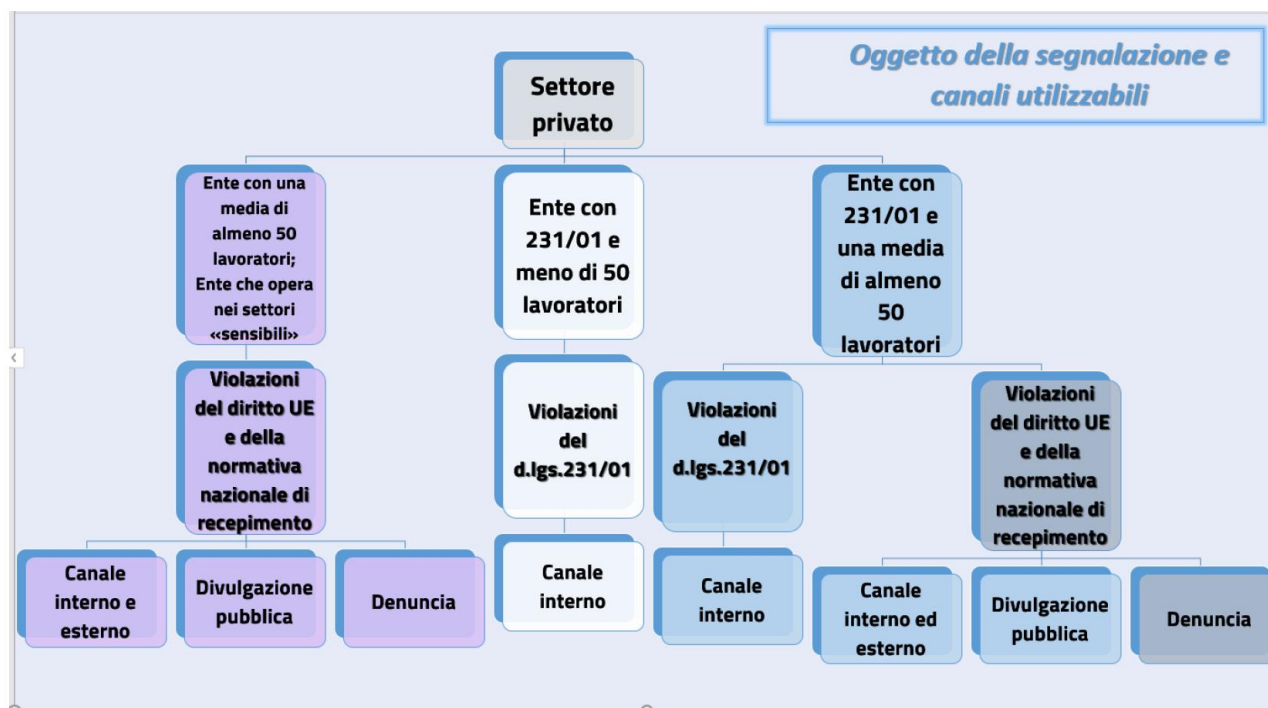 Oggetto della segnalazione e
canali utilizzabili
Settore
privato
Ente con una
media di
almeno 50
lavoratori;
Ente che opera
nei settori
«sensibili»
Ente con
231/01 e
meno di 50
lavoratori
Ente con
231/01 e
una media
di almeno
50
lavoratori
Violazioni
del diritto UE
e della
normativa
nazionale di
recepimento
Violazioni
del
d.lgs.231/01
Violazioni
del
d.lgs.231/01
Violazioni
del diritto UE
e della
normativa
nazionale di
recepimento
Canale
interno e
esterno
Divulgazione
pubblica
Denuncia
Canale
interno
Canale
interno
Canale
interno ed
esterno
Divulgazione
pubblica
Denuncia